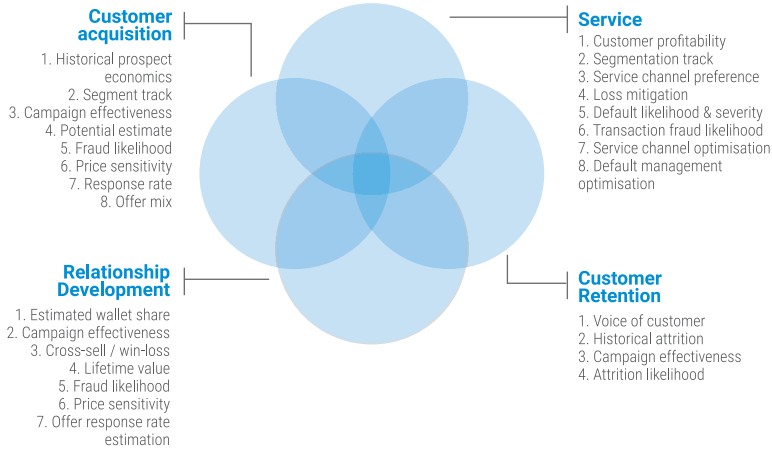 Customer
acquisition
1. Historical prospect
economics
2. Segment track
3. Campaign effectiveness
4. Potential estimate
5. Fraud likelihood
6. Price sensitivity
7. Response rate
8. Offer mix
Service
1. Customer profitability
2. Segmentation track
3. Service channel preference
4. Loss mitigation
5. Default likelihood & severity
6. Transaction fraud likelihood
7. Service channel optimisation
8. Default management
optimisation
Relationship
Development
1. Estimated wallet share
2. Campaign effectiveness
3. Cross-sell / win-loss
4. Lifetime value
5. Fraud likelihood
6. Price sensitivity
7. Offer response rate
estimation
Customer
Retention
1. Voice of customer
2. Historical attrition
3. Campaign effectiveness
4. Attrition likelihood